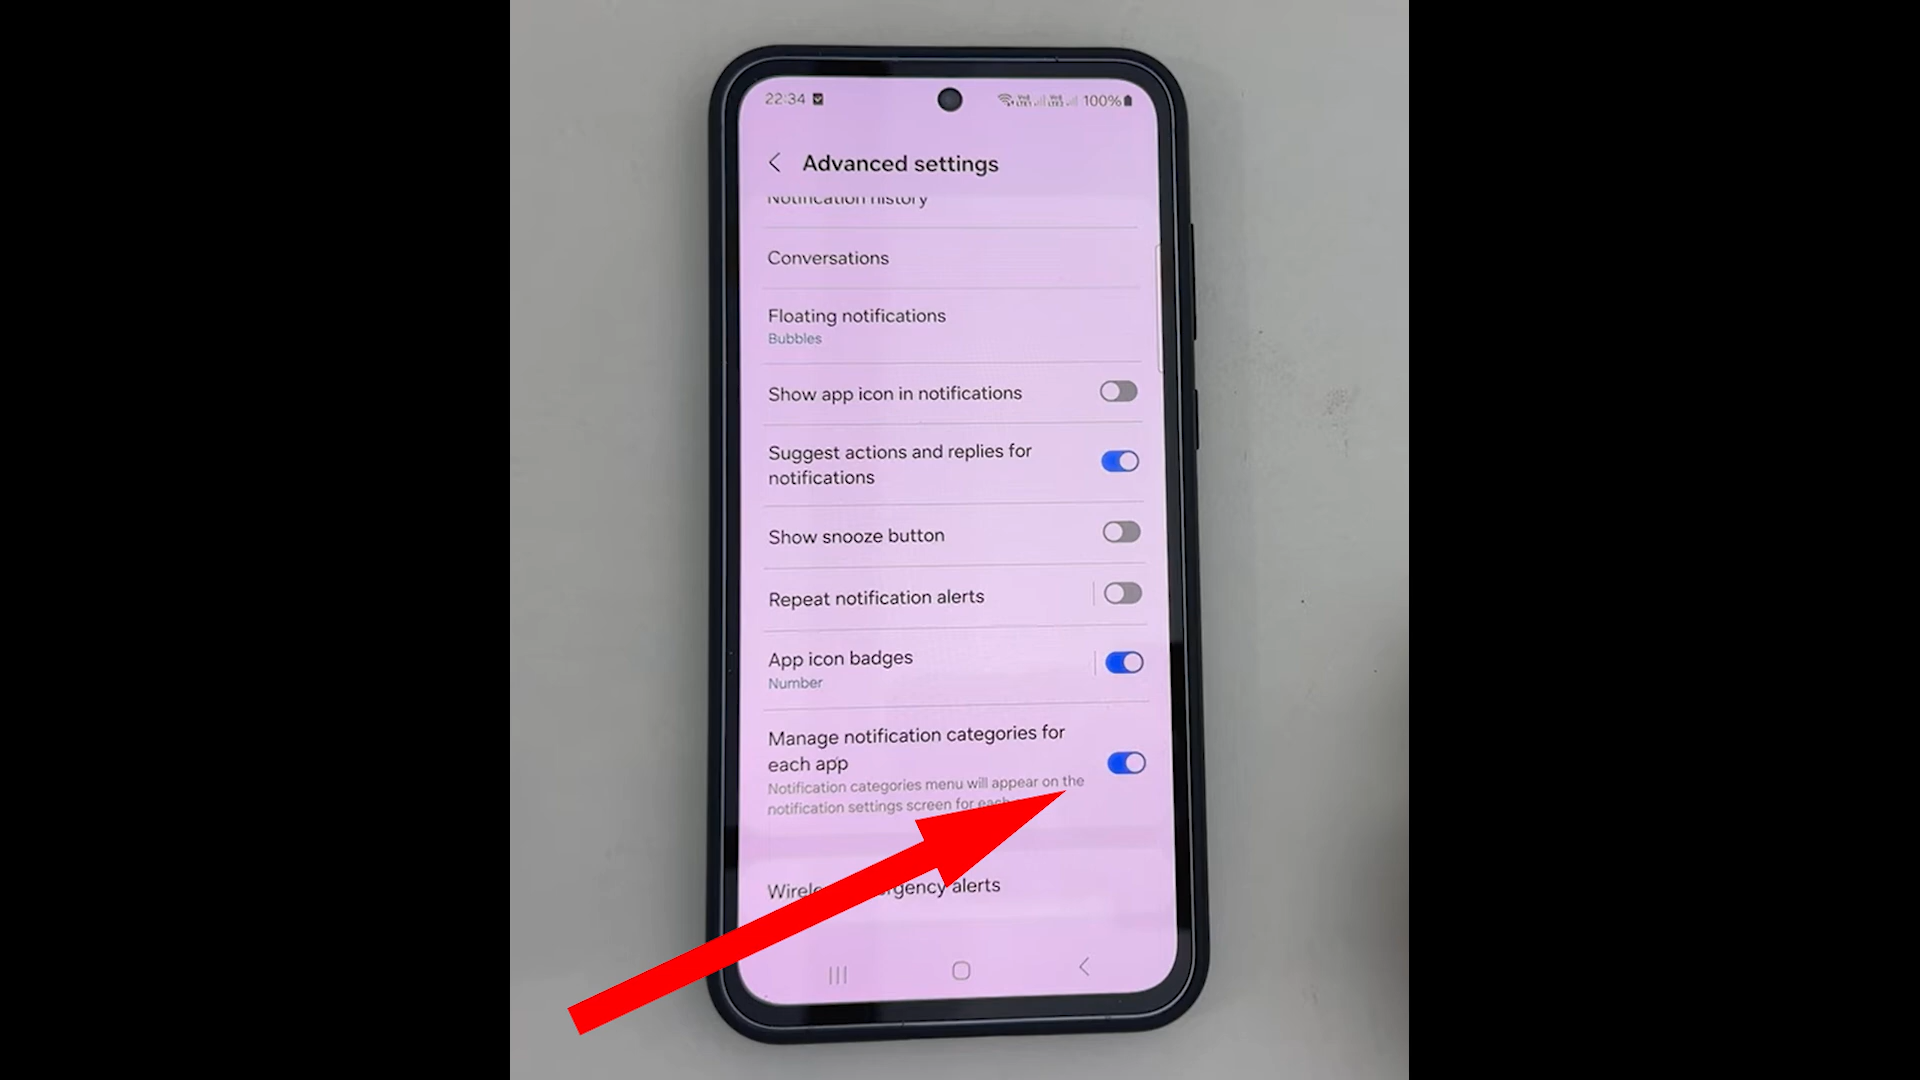 22:34 100%
Advanced settings
Notification history
Conversations
Floating notifications
Bubbles
Show app icon in notifications
Suggest actions and replies for
notifications
Show snooze button
Repeat notification alerts
App icon badges
Number
Manage notification categories for
each app
Notification categories menu will appear on the
notification settings screen for each
alerts